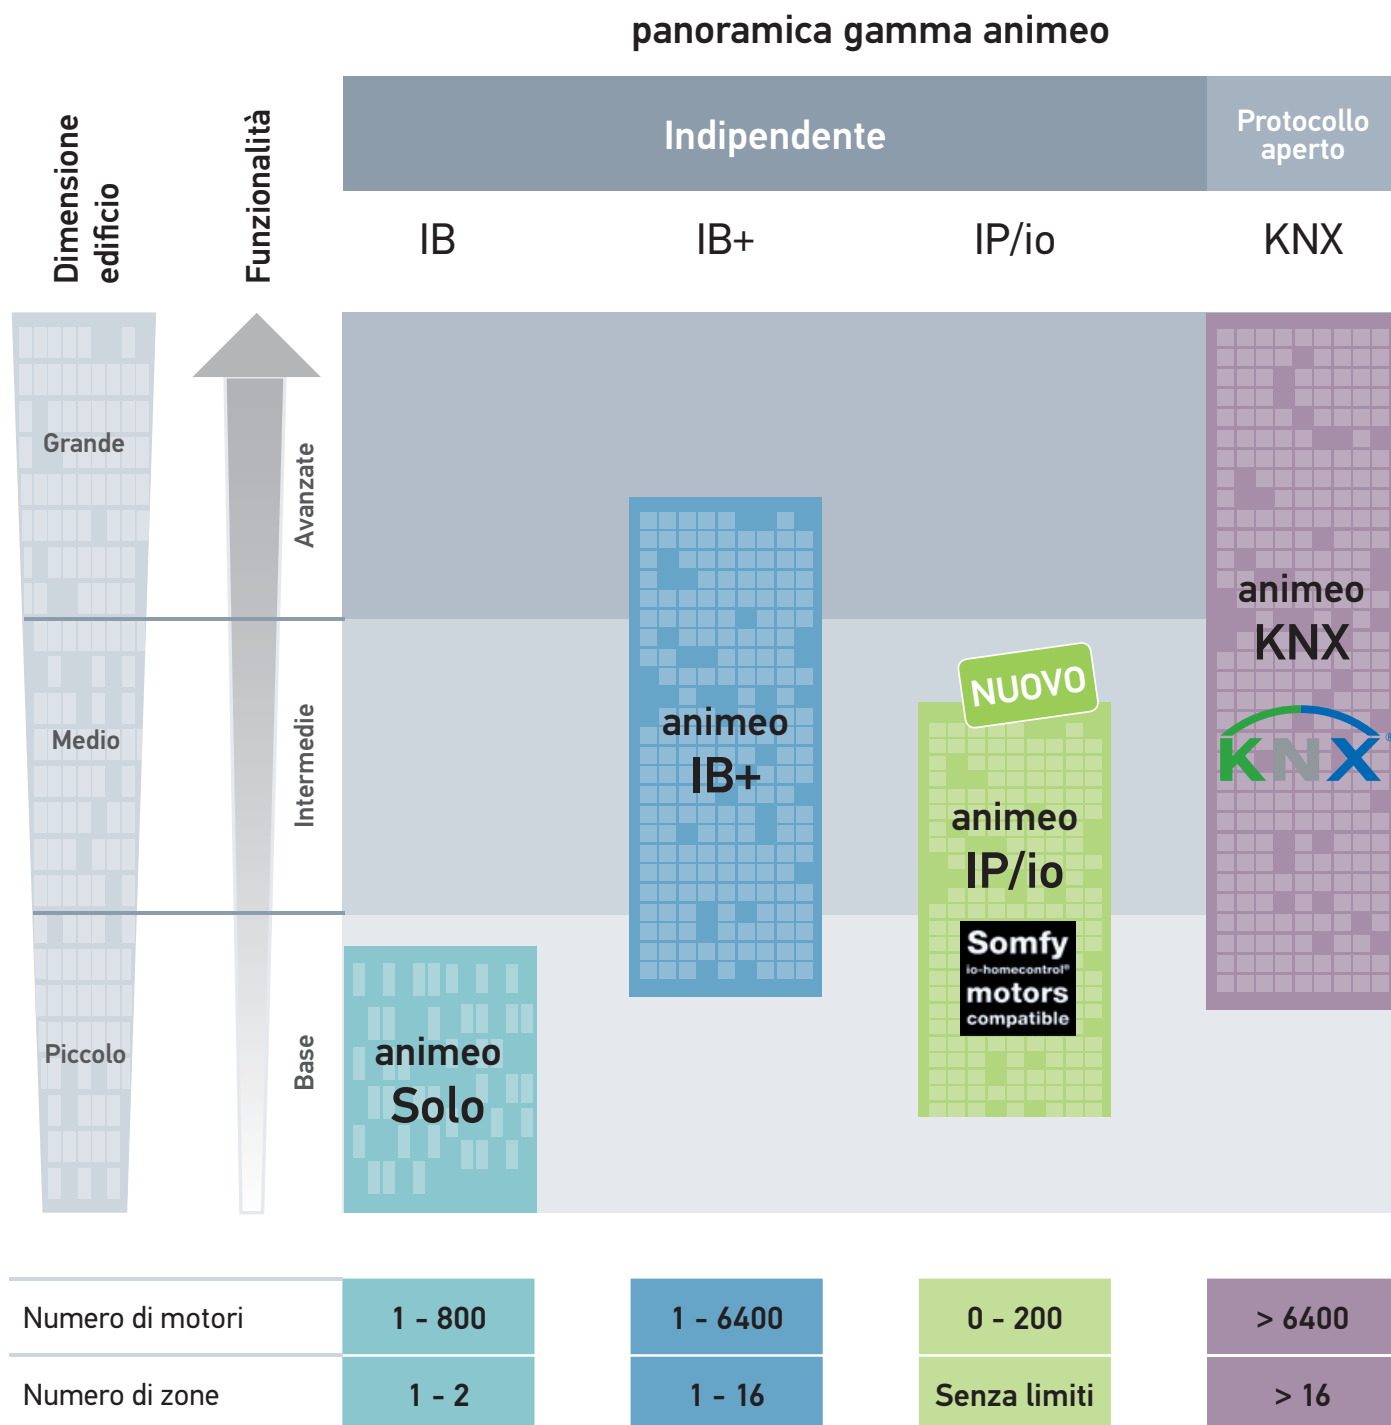 panoramica gamma animeo
Dimensione
edificio
Funzionalità
Indipendente
Protocollo
aperto
IB
IB+
IP/io
KNX
Grande
Medio
Piccolo
Avanzate
Intermedie
Base
animeo
Solo
animeo
IB+
NUOVO
animeo
IP/io
Somfy
io-homecontrol®
motors
compatible
animeo
KNX
KNX®
Numero di motori
1 - 800
1 - 6400
0 - 200
> 6400
Numero di zone
1 - 2
1 - 16
Senza limiti
> 16